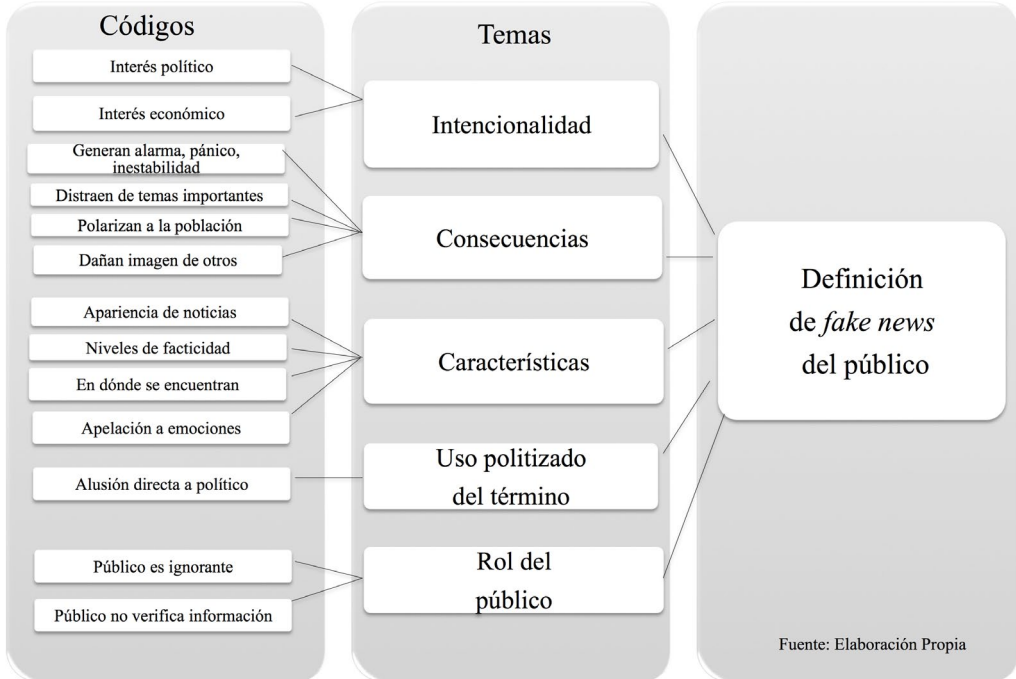 Códigos
Interés político
Interés económico
Generan alarma, pánico,
inestabilidad
Distraen de temas importantes
Polarizan a la población
Dañan imagen de otros
Apariencia de noticias
Niveles de facticidad
En dónde se encuentran
Apelación a emociones
Alusión directa a político
Público es ignorante
Público no verifica información
Temas
Intencionalidad
Consecuencias
Característicias
Uso politizado
del término
Rol del
público
Definición
de fake news
del público
Fuente: Elaboración Propia